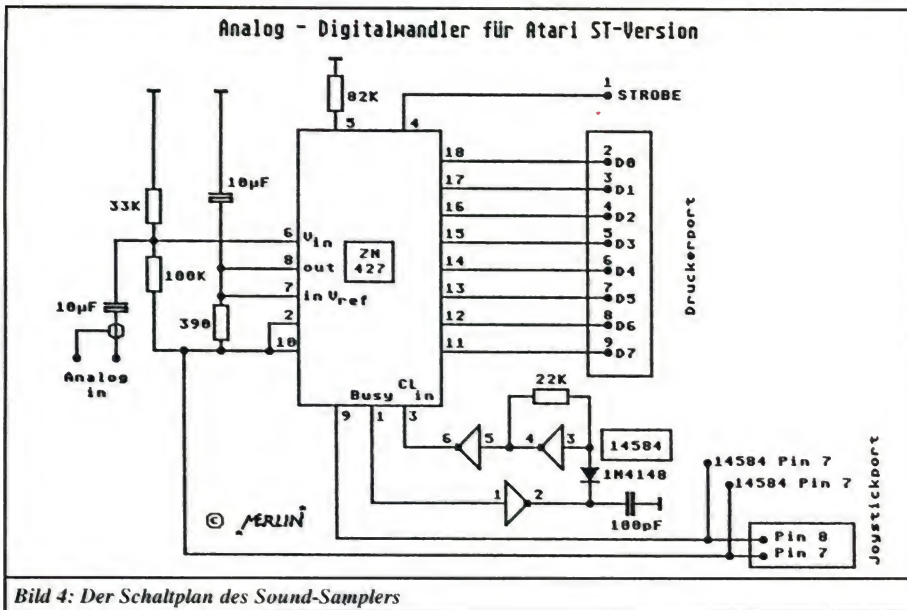 Analog - Digitalwandler für Atari ST-Version
82K
1
STROBE
5
4
18
2
D0
17
3
D1
16
4
D2
15
5
D3
14
6
D4
13
7
D5
12
8
D6
11
9
D7
Druckerport
10µF
33K
6
Vin
8
out
7
in Vref
ZN
427
100K
10µF
390
2
10
Analog
in
Busy
CL
in
9
1
3
22K
6
5
4
3
14584
1N4148
1
2
100pF
14584 Pin 7
14584 Pin 7
Pin 8
Pin 7
Joystickport
© "MERLIN"
Bild 4: Der Schaltplan des Sound-Samplers